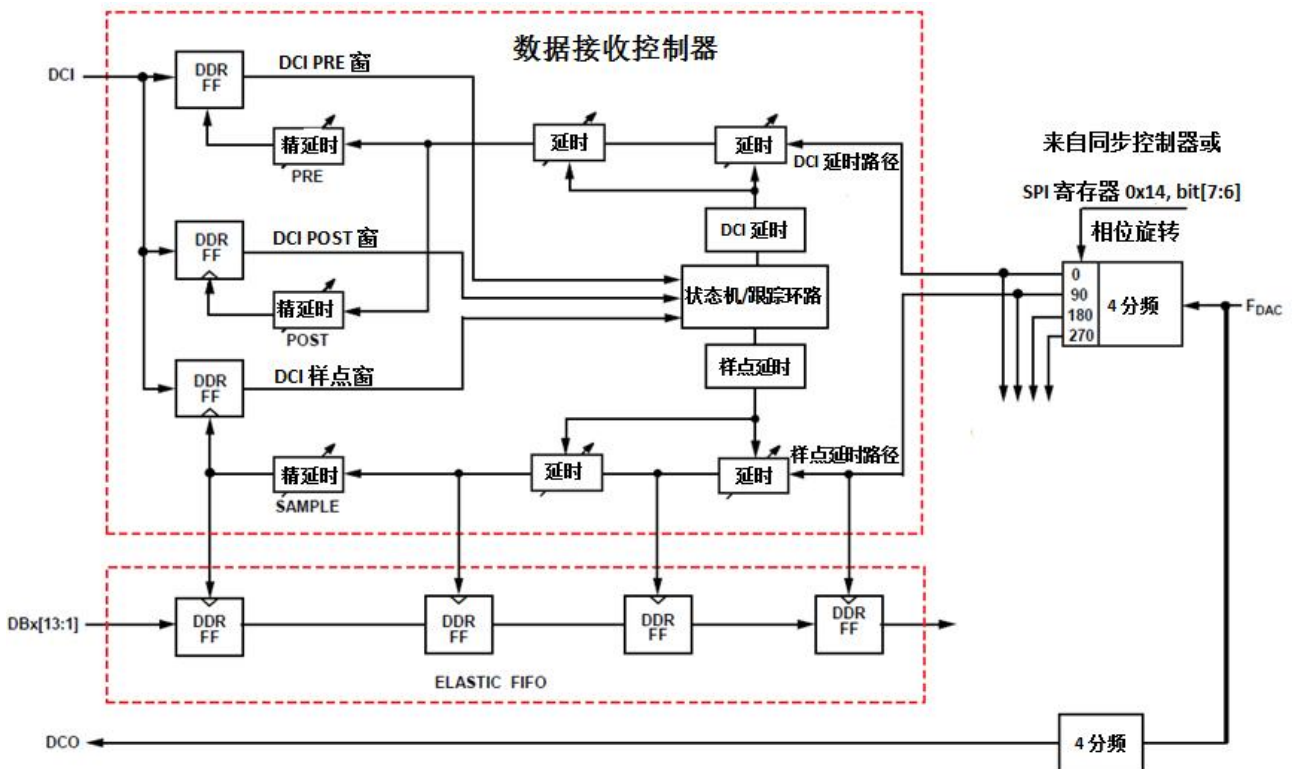 数据接收控制器
DCI
DDR
FF
DCI PRE 窗
精延时
PRE
延时
延时
DCI 延时路径
来自同步控制器或
SPI 寄存器 0x14, bit[7:6]
相位旋转
DDR
FF
DCI POST 窗
DCI 延时
精延时
POST
状态机/跟踪环路
0
90
180
270
4 分频
FDAC
DDR
FF
DCI 样点窗
样点延时
精延时
SAMPLE
延时
延时
样点延时路径
DBx[13:1]
DDR
FF
DDR
FF
DDR
FF
DDR
FF
ELASTIC FIFO
DCO
4 分频